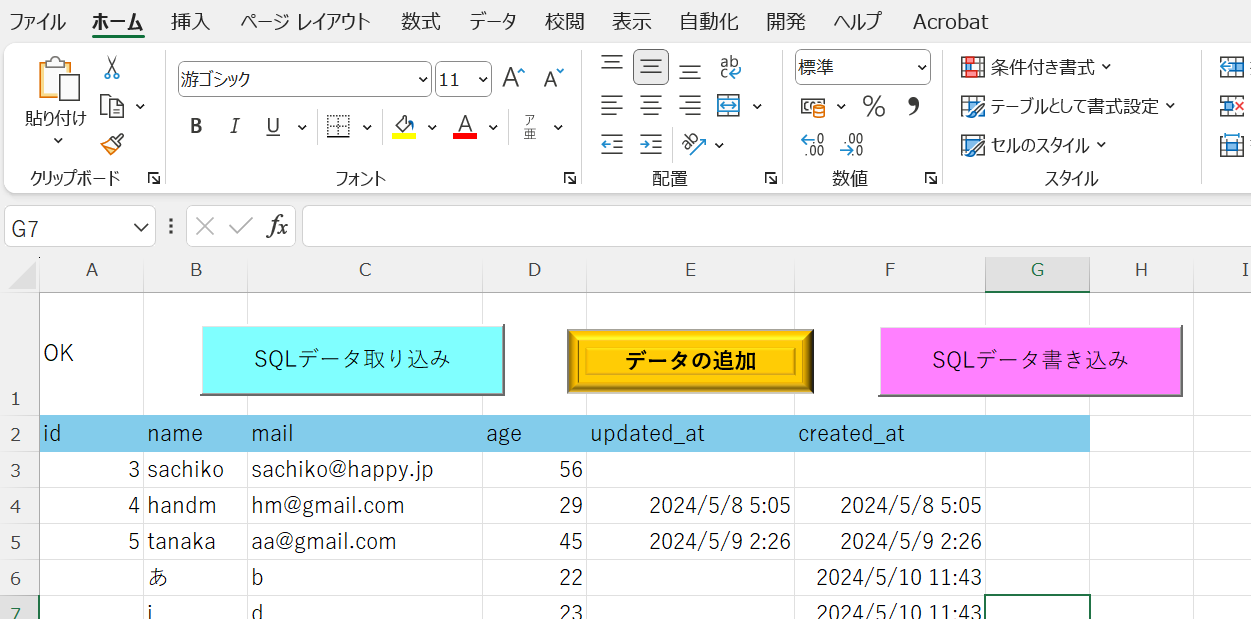 ファイル ホーム 挿入 ページ レイアウト 数式 データ 校閲 表示 自動化 開発 ヘルプ Acrobat
貼り付け
クリップボード
游ゴシック 11 A A
B I U A ア亜
フォント
ab
配置
標準
% 9
.00 .00
数値
条件付き書式
テーブルとして書式設定
セルのスタイル
スタイル
G7 fx
A B C D E F G H I
1 OK SQLデータ取り込み データの追加 SQLデータ書き込み
2 id name mail age updated_at created_at
3 3 sachiko sachiko@happy.jp 56
4 4 handm hm@gmail.com 29 2024/5/8 5:05 2024/5/8 5:05
5 5 tanaka aa@gmail.com 45 2024/5/9 2:26 2024/5/9 2:26
6 あ b 22 2024/5/10 11:43
7 i d 23 2024/5/10 11:43